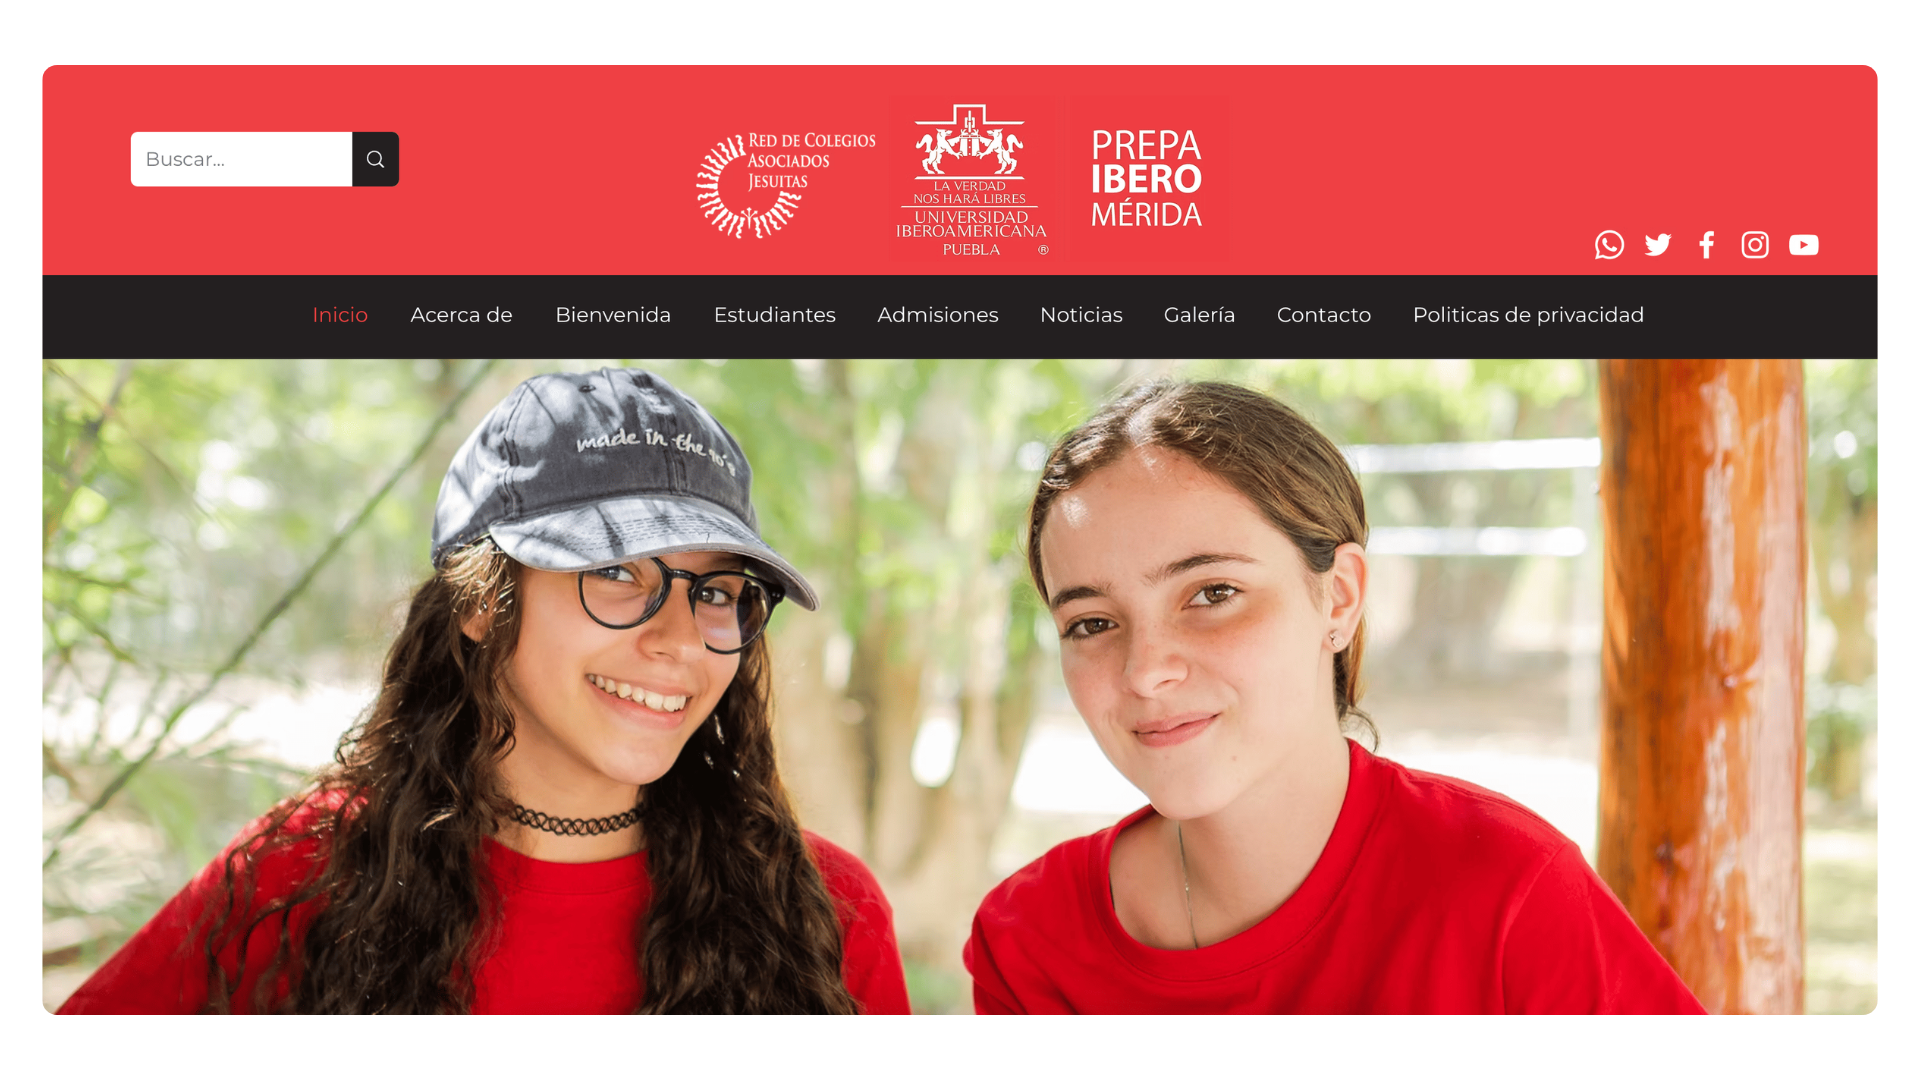 Buscar...
RED DE COLEGIOS
ASOCIADOS
JESUITAS
LA VERDAD
NOS HARÁ LIBRES
UNIVERSIDAD
IBEROAMERICANA
PUEBLA ®
PREPA
IBERO
MÉRIDA
Inicio Acerca de Bienvenida Estudiantes Admisiones Noticias Galería Contacto Politicas de privacidad
made in the 90's